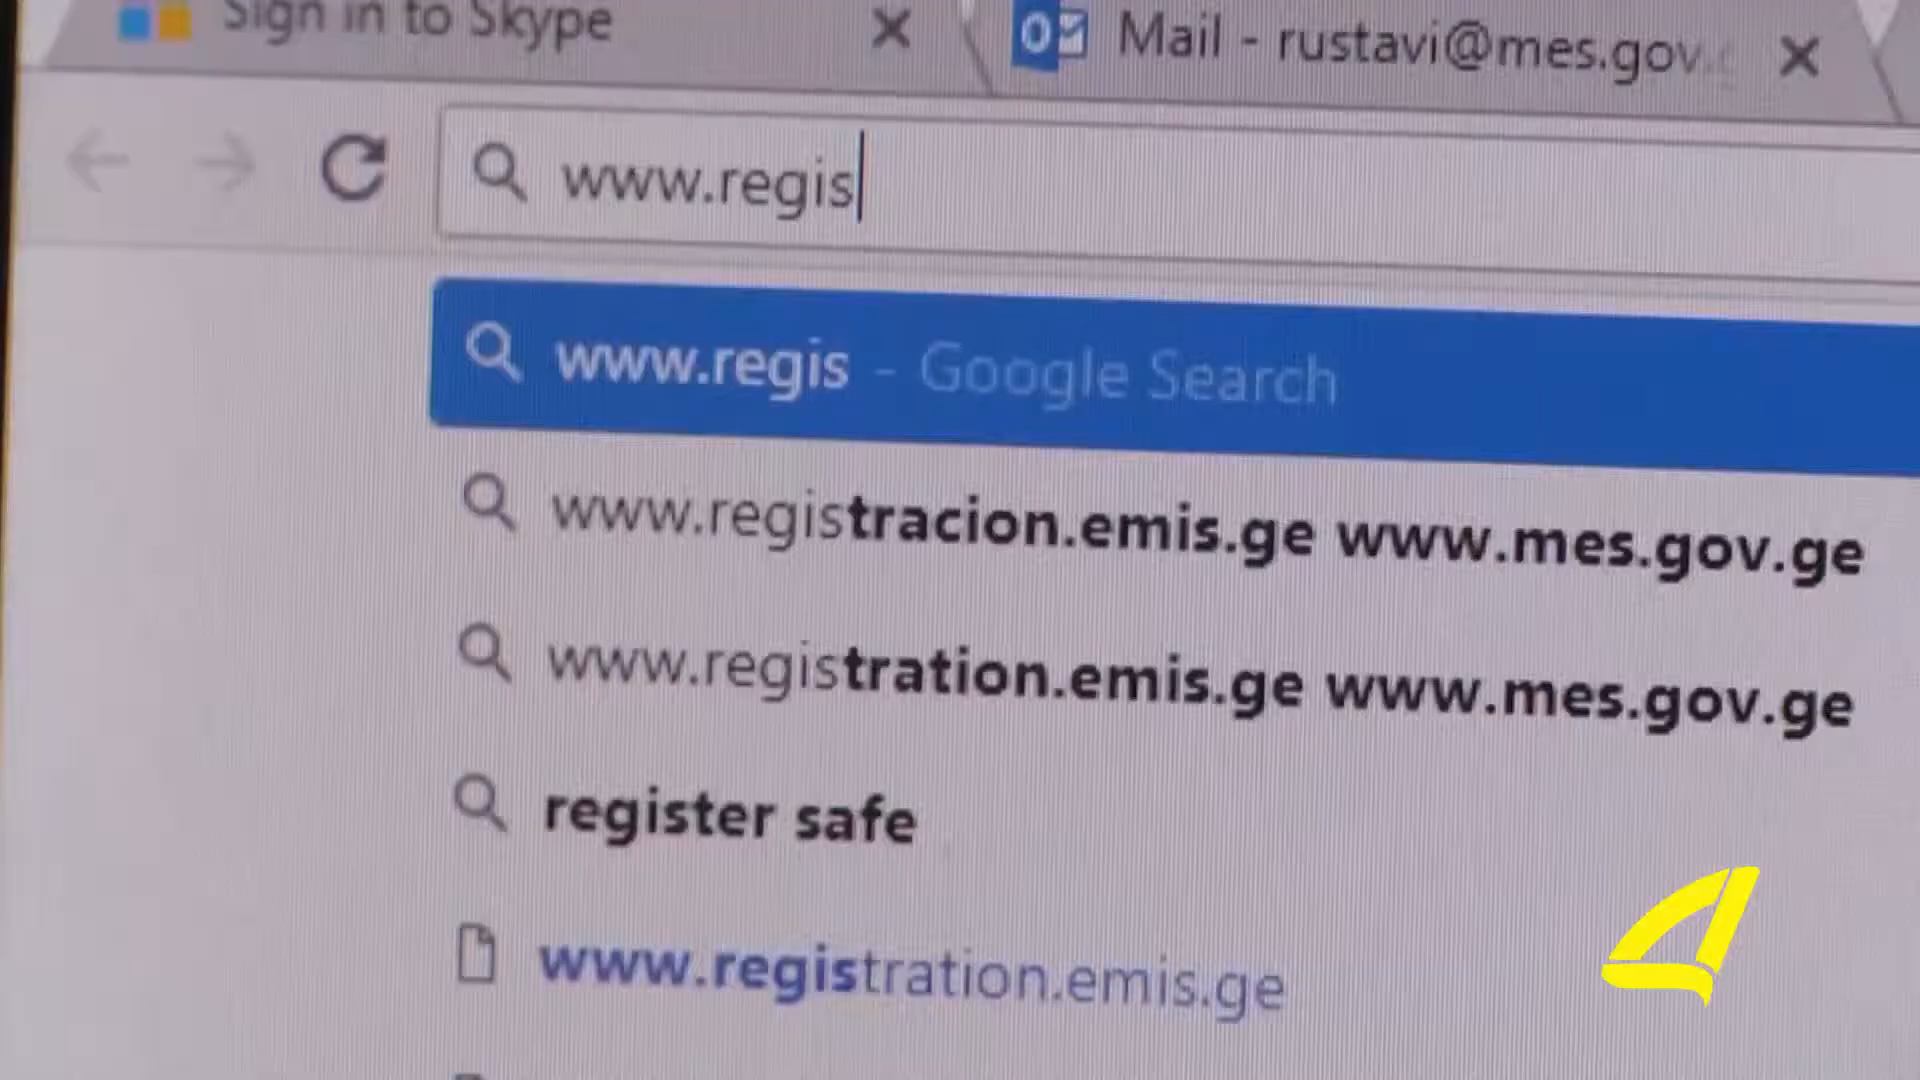 Sign in to Skype
Mail - rustavi@mes.gov.
www.regis
www.regis - Google Search
www.registracion.emis.ge www.mes.gov.ge
www.registration.emis.ge www.mes.gov.ge
register safe
www.registration.emis.ge